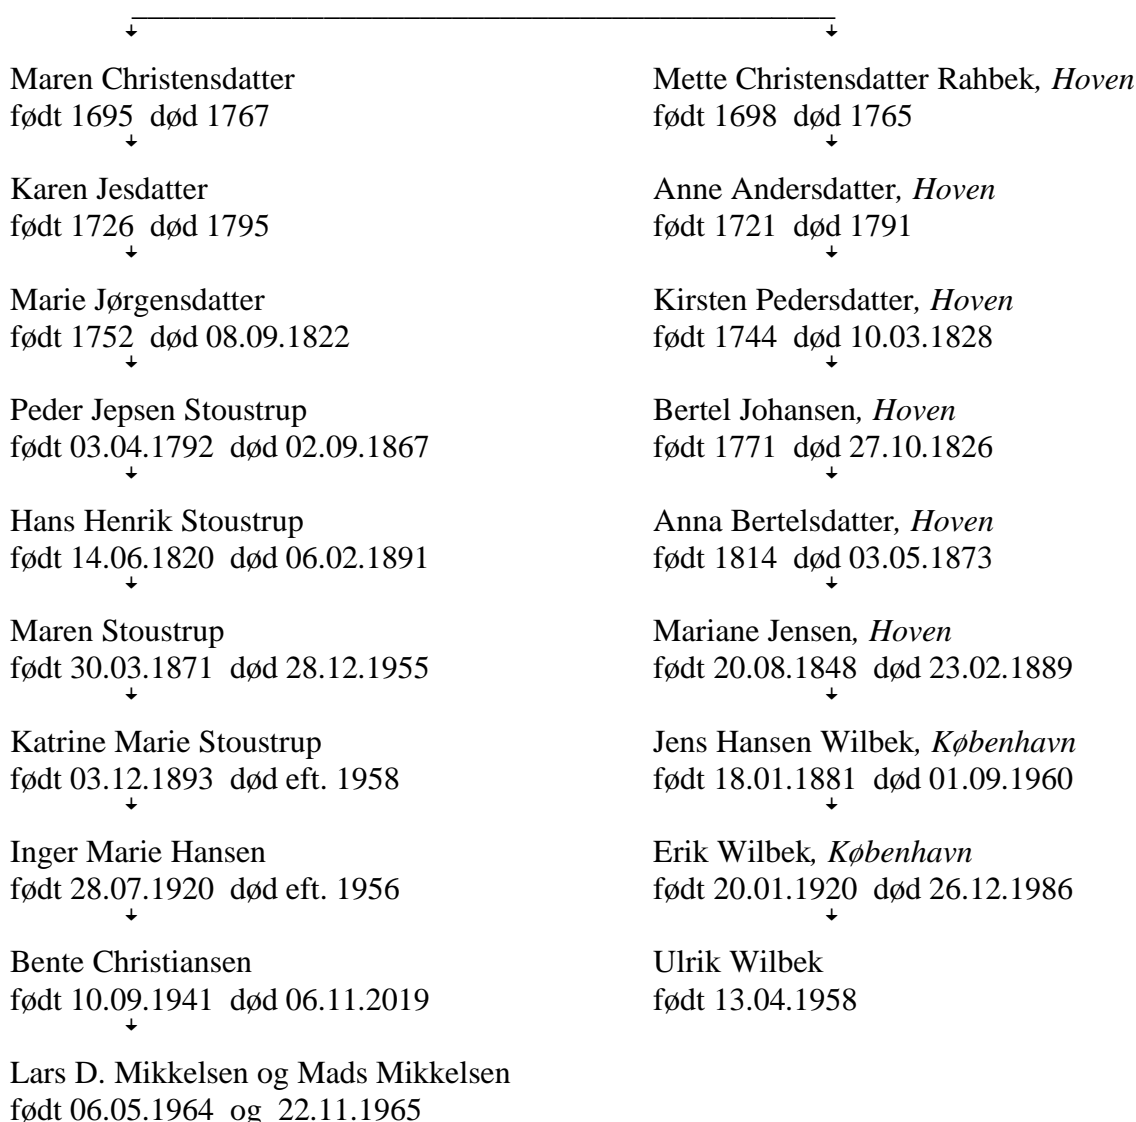 Maren Christensdatter
født 1695 død 1767
Karen Jesdatter
født 1726 død 1795
Marie Jørgensdatter
født 1752 død 08.09.1822
Peder Jepsen Stoustrup
født 03.04.1792 død 02.09.1867
Hans Henrik Stoustrup
født 14.06.1820 død 06.02.1891
Maren Stoustrup
født 30.03.1871 død 28.12.1955
Katrine Marie Stoustrup
født 03.12.1893 død eft. 1958
Inger Marie Hansen
født 28.07.1920 død eft. 1956
Bente Christiansen
født 10.09.1941 død 06.11.2019
Lars D. Mikkelsen og Mads Mikkelsen
født 06.05.1964 og 22.11.1965
Mette Christensdatter Rahbek, Hoven
født 1698 død 1765
Anne Andersdatter, Hoven
født 1721 død 1791
Kirsten Pedersdatter, Hoven
født 1744 død 10.03.1828
Bertel Johansen, Hoven
født 1771 død 27.10.1826
Anna Bertelsdatter, Hoven
født 1814 død 03.05.1873
Mariane Jensen, Hoven
født 20.08.1848 død 23.02.1889
Jens Hansen Wilbek, København
født 18.01.1881 død 01.09.1960
Erik Wilbek, København
født 20.01.1920 død 26.12.1986
Ulrik Wilbek
født 13.04.1958